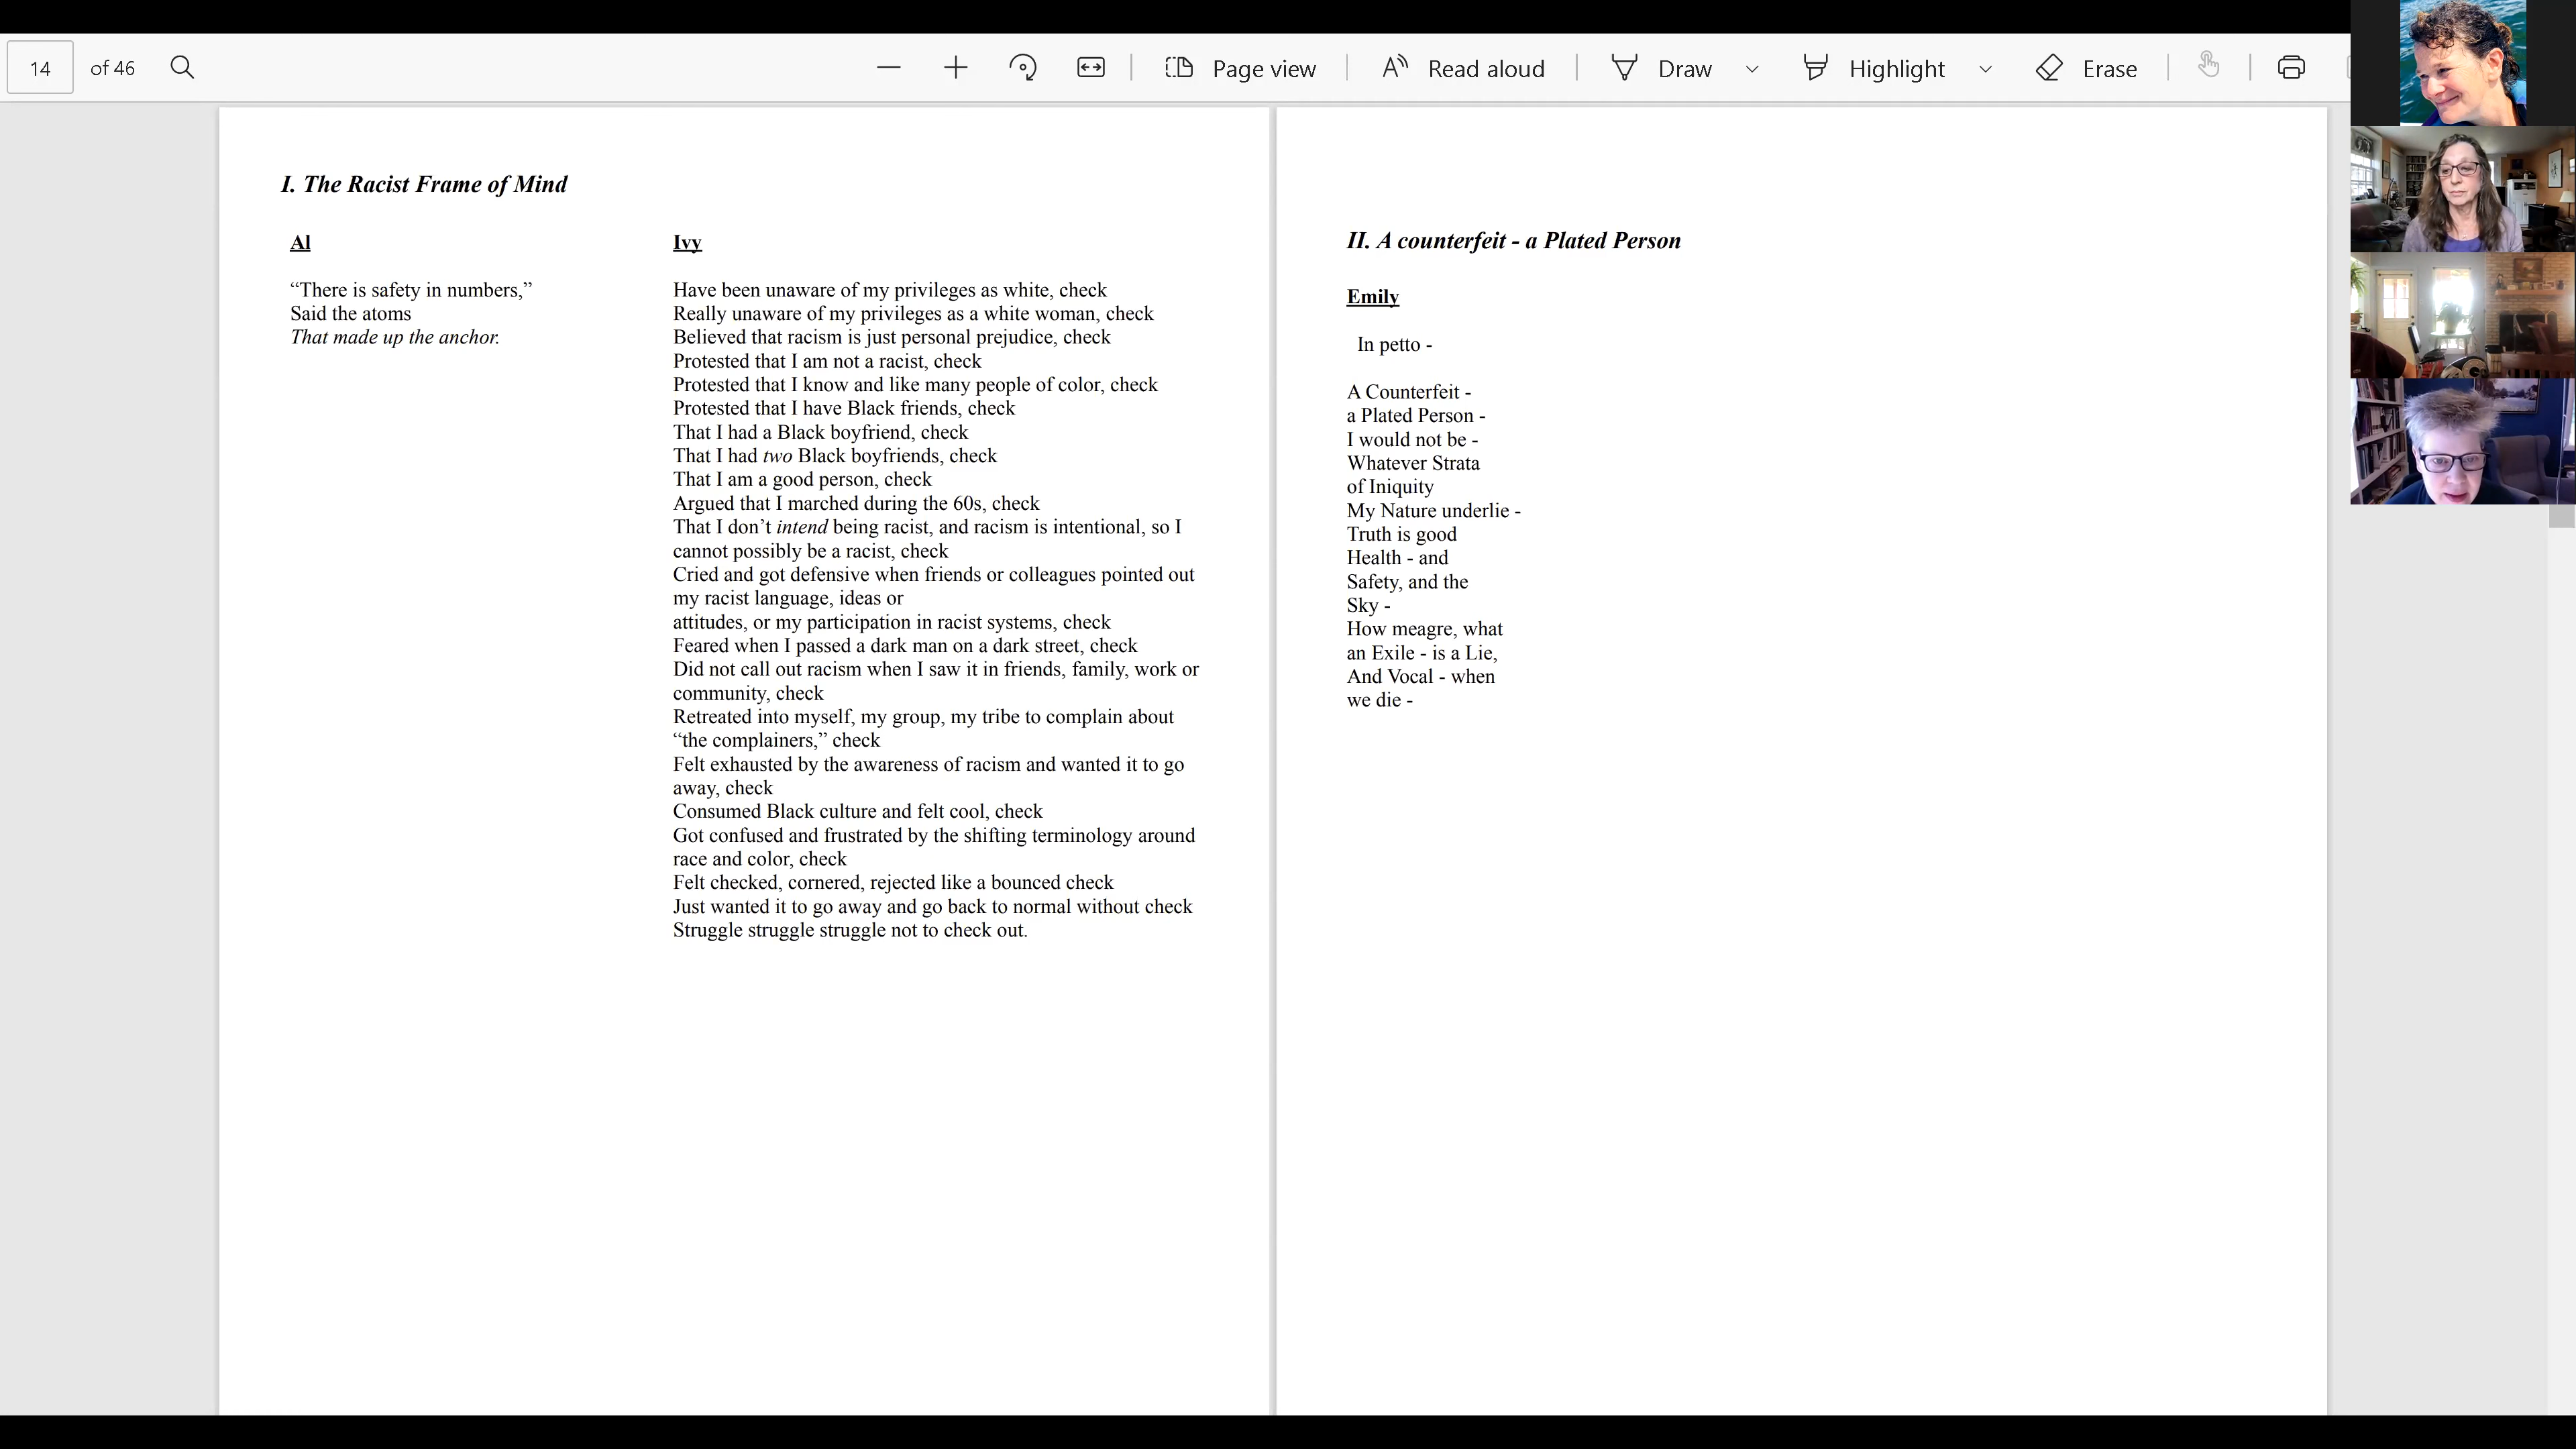 14 of 46 Page view Read aloud Draw Highlight Erase
I. The Racist Frame of Mind
Al
“There is safety in numbers,”
Said the atoms
That made up the anchor.
Ivy
Have been unaware of my privileges as white, check
Really unaware of my privileges as a white woman, check
Believed that racism is just personal prejudice, check
Protested that I am not a racist, check
Protested that I know and like many people of color, check
Protested that I have Black friends, check
That I had a Black boyfriend, check
That I had two Black boyfriends, check
That I am a good person, check
Argued that I marched during the 60s, check
That I don’t intend being racist, and racism is intentional, so I
cannot possibly be a racist, check
Cried and got defensive when friends or colleagues pointed out
my racist language, ideas or
attitudes, or my participation in racist systems, check
Feared when I passed a dark man on a dark street, check
Did not call out racism when I saw it in friends, family, work or
community, check
Retreated into myself, my group, my tribe to complain about
“the complainers,” check
Felt exhausted by the awareness of racism and wanted it to go
away, check
Consumed Black culture and felt cool, check
Got confused and frustrated by the shifting terminology around
race and color, check
Felt checked, cornered, rejected like a bounced check
Just wanted it to go away and go back to normal without check
Struggle struggle struggle not to check out.
II. A counterfeit - a Plated Person
Emily
In petto -
A Counterfeit -
a Plated Person -
I would not be -
Whatever Strata
of Iniquity
My Nature underlie -
Truth is good
Health - and
Safety, and the
Sky -
How meagre, what
an Exile - is a Lie,
And Vocal - when
we die -